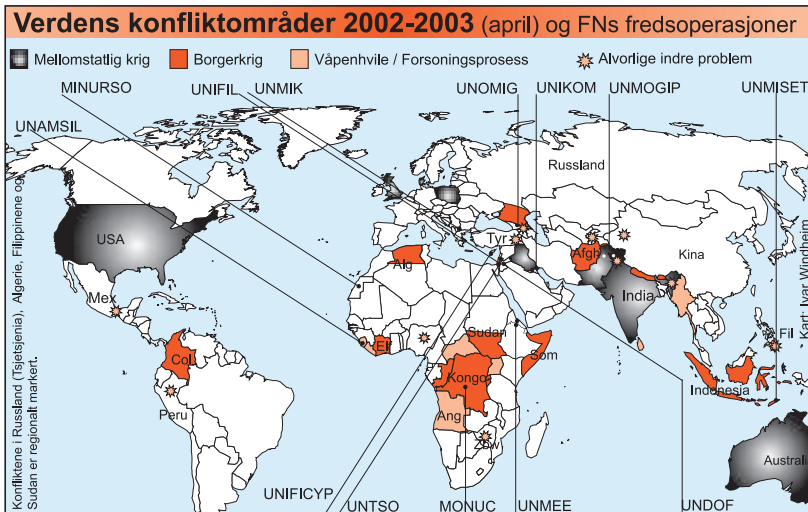 Verdens konfliktområder 2002-2003 (april) og FNs fredsoperasjoner
Mellomstatlig krig
Borgerkrig
Våpenhvile / Forsoningsprosess
Alvorlige indre problem
MINURSO
UNIFIL
UNMIK
UNOMIG
UNIKOM
UNMOGIP
UNMISET
UNAMSIL
Russland
USA
Tyr
Afgh
Kina
Alg
Mex
India
Fil
Sudan
Elf
Som
Col
Kongo
Indonesia
Peru
Ang
Zbw
Australi
UNIFICYP
UNTSO
MONUC
UNMEE
UNDOF
Konfliktene i Russland (Tsjetsjenia), Algerie, Filippinene og
Sudan er regionalt markert.
Kart: Ivar Windheim